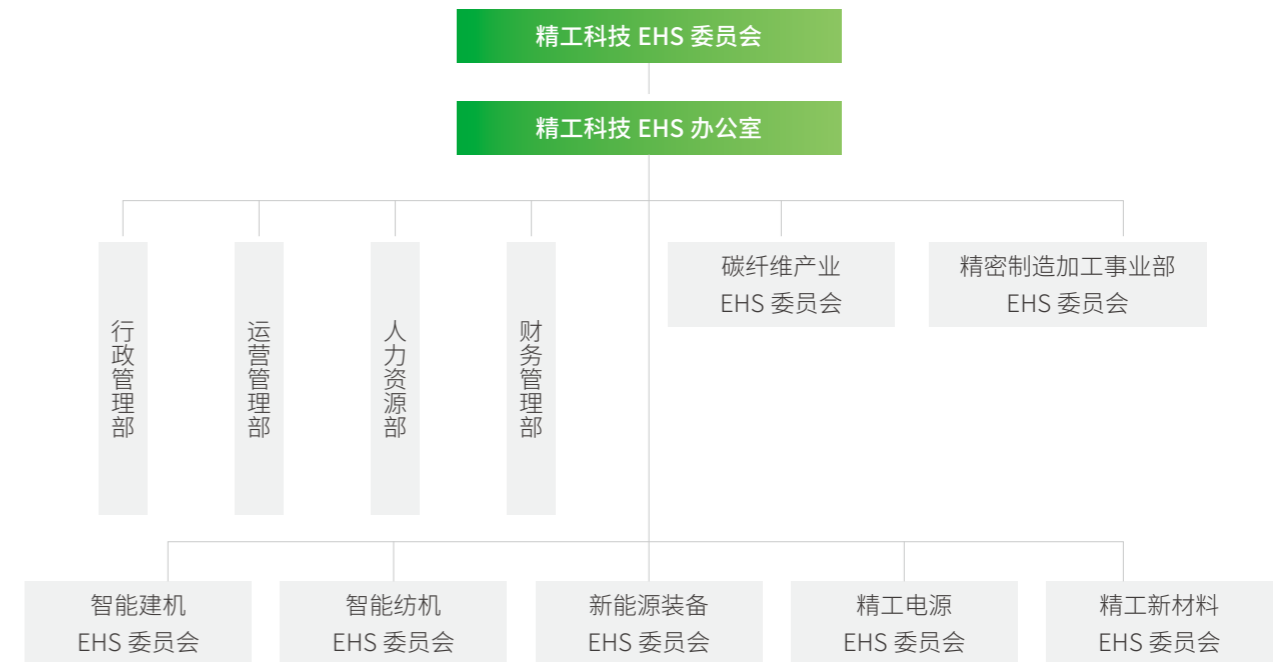 精工科技 EHS 委员会
精工科技 EHS 办公室
行政管理部
运营管理部
人力资源部
财务管理部
碳纤维产业
EHS 委员会
精密制造加工事业部
EHS 委员会
智能建机
EHS 委员会
智能纺机
EHS 委员会
新能源装备
EHS 委员会
精工电源
EHS 委员会
精工新材料
EHS 委员会